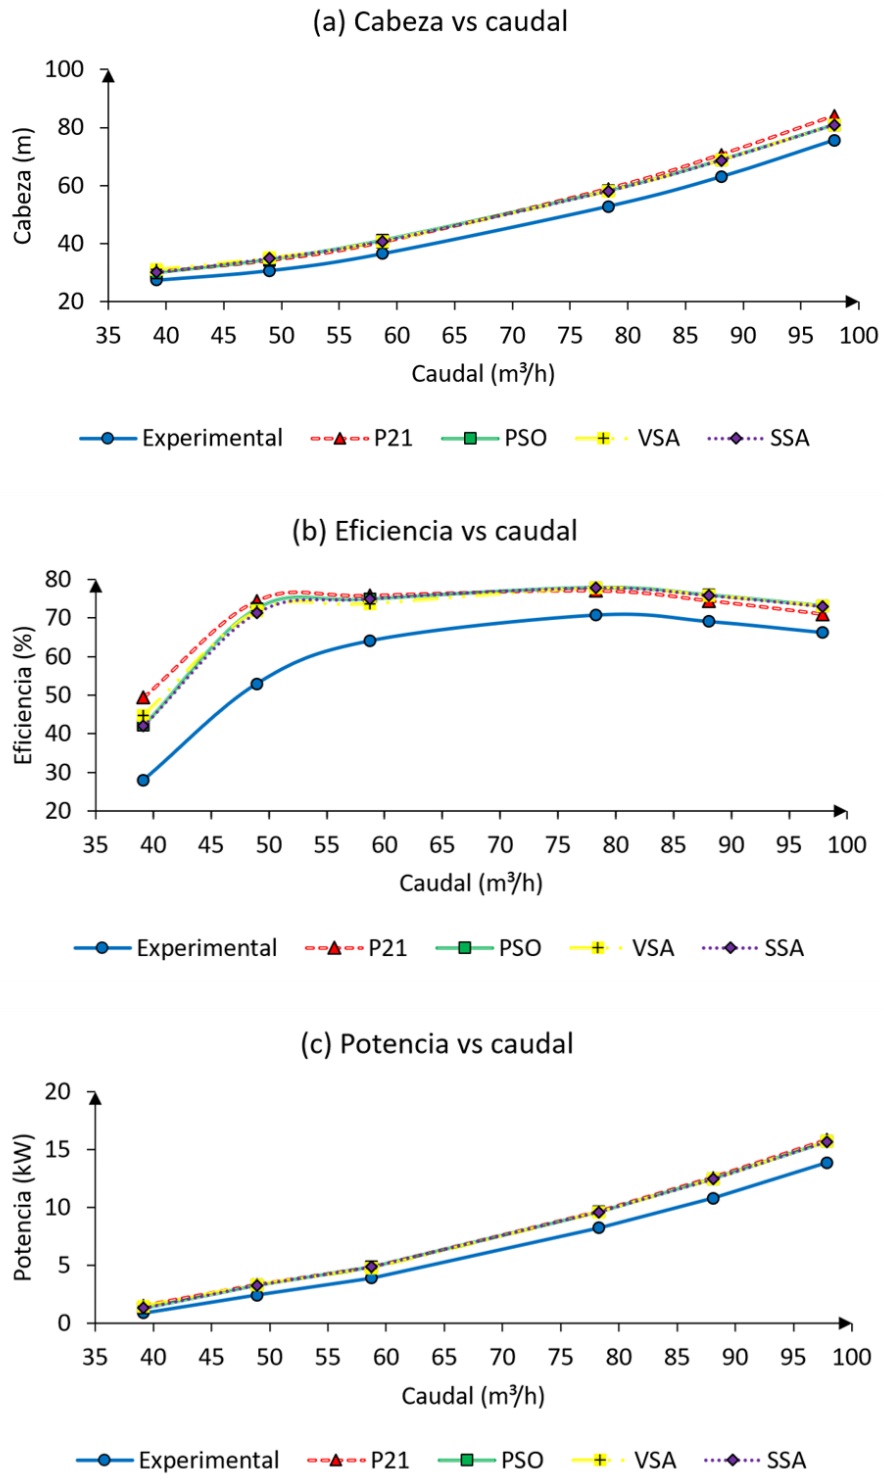 (a) Cabeza vs caudal
100
80
60
40
20
Cabeza (m)
35 40 45 50 55 60 65 70 75 80 85 90 95 100
Caudal (m³/h)
Experimental P21 PSO VSA SSA
(b) Eficiencia vs caudal
80
70
60
50
40
30
20
Eficiencia (%)
35 40 45 50 55 60 65 70 75 80 85 90 95 100
Caudal (m³/h)
Experimental P21 PSO VSA SSA
(c) Potencia vs caudal
20
15
10
5
0
Potencia (kW)
35 40 45 50 55 60 65 70 75 80 85 90 95 100
Caudal (m³/h)
Experimental P21 PSO VSA SSA